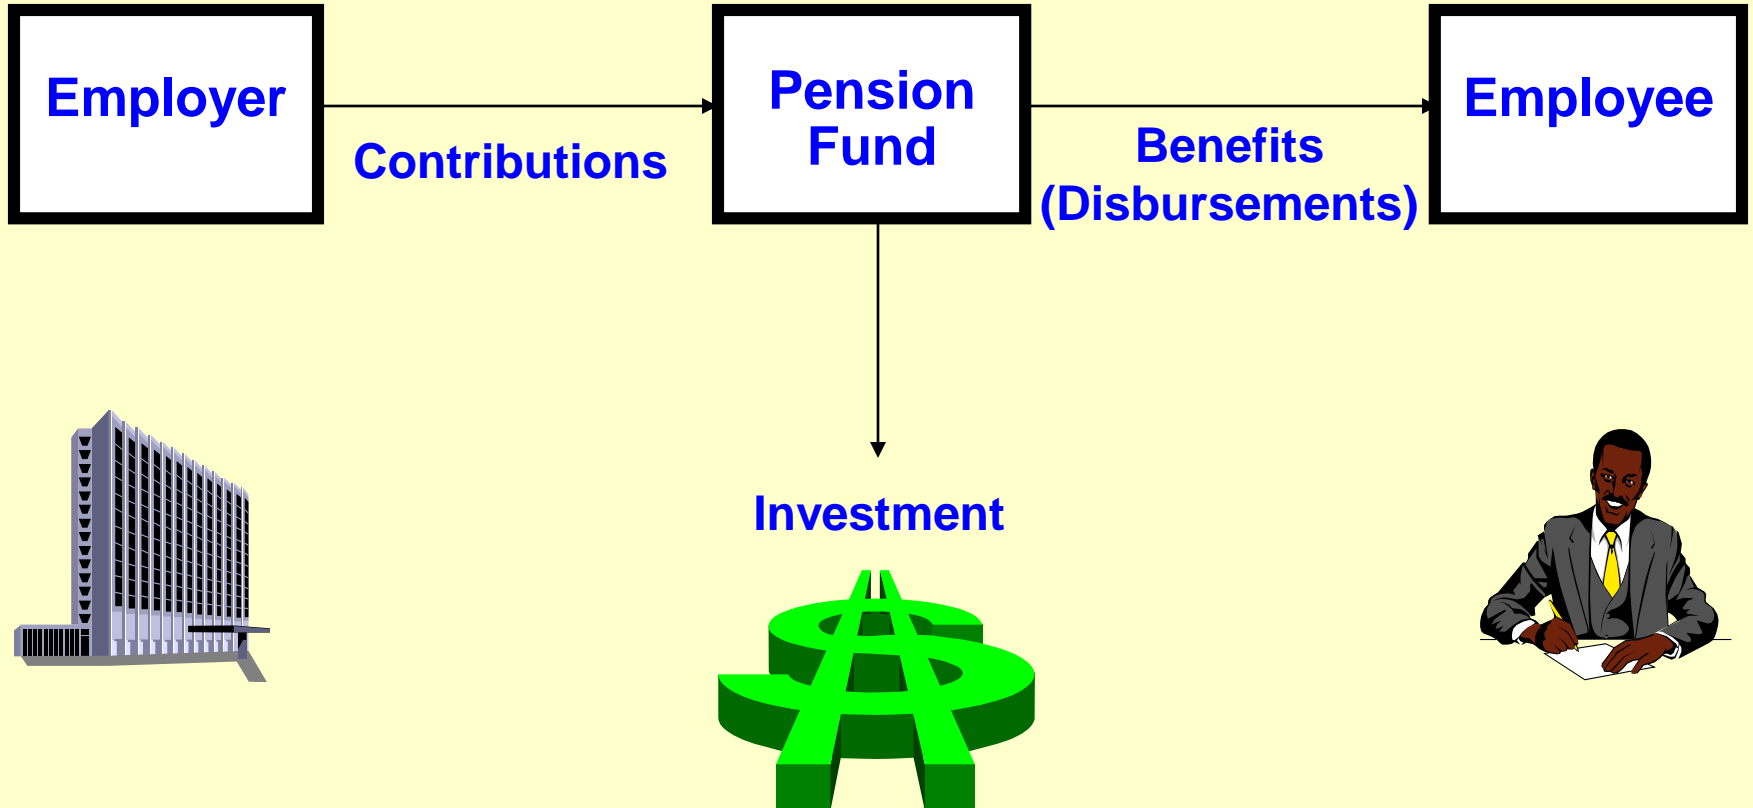 Employer
Contributions
Pension
Fund
Benefits
(Disbursements)
Employee
Investment